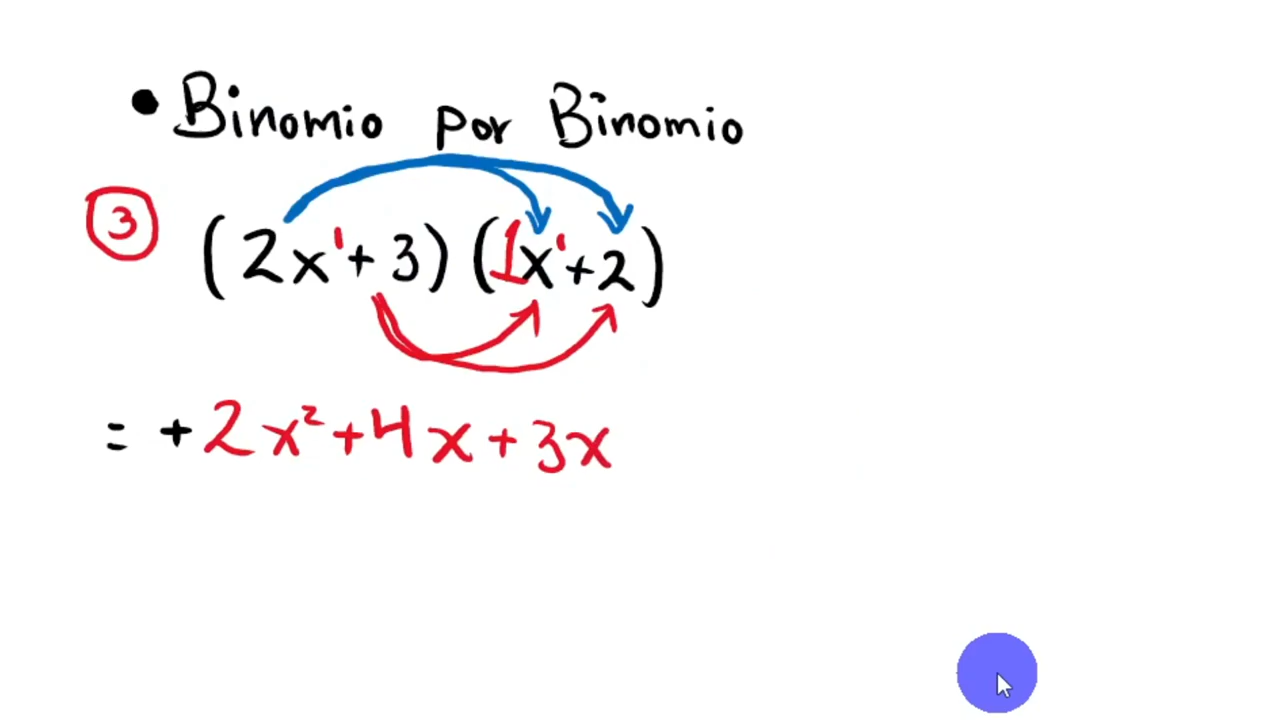 • Binomio por Binomio
3 (2x¹+3)(1x¹+2)
= +2x²+4x+3x